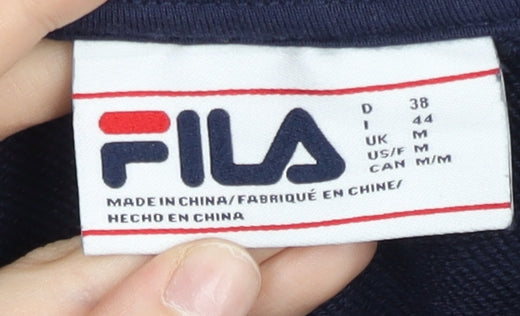 FILA
D 38
I 44
UK M
US/F M
CAN M/M
MADE IN CHINA/FABRIQUÉ EN CHINE/
HECHO EN CHINA